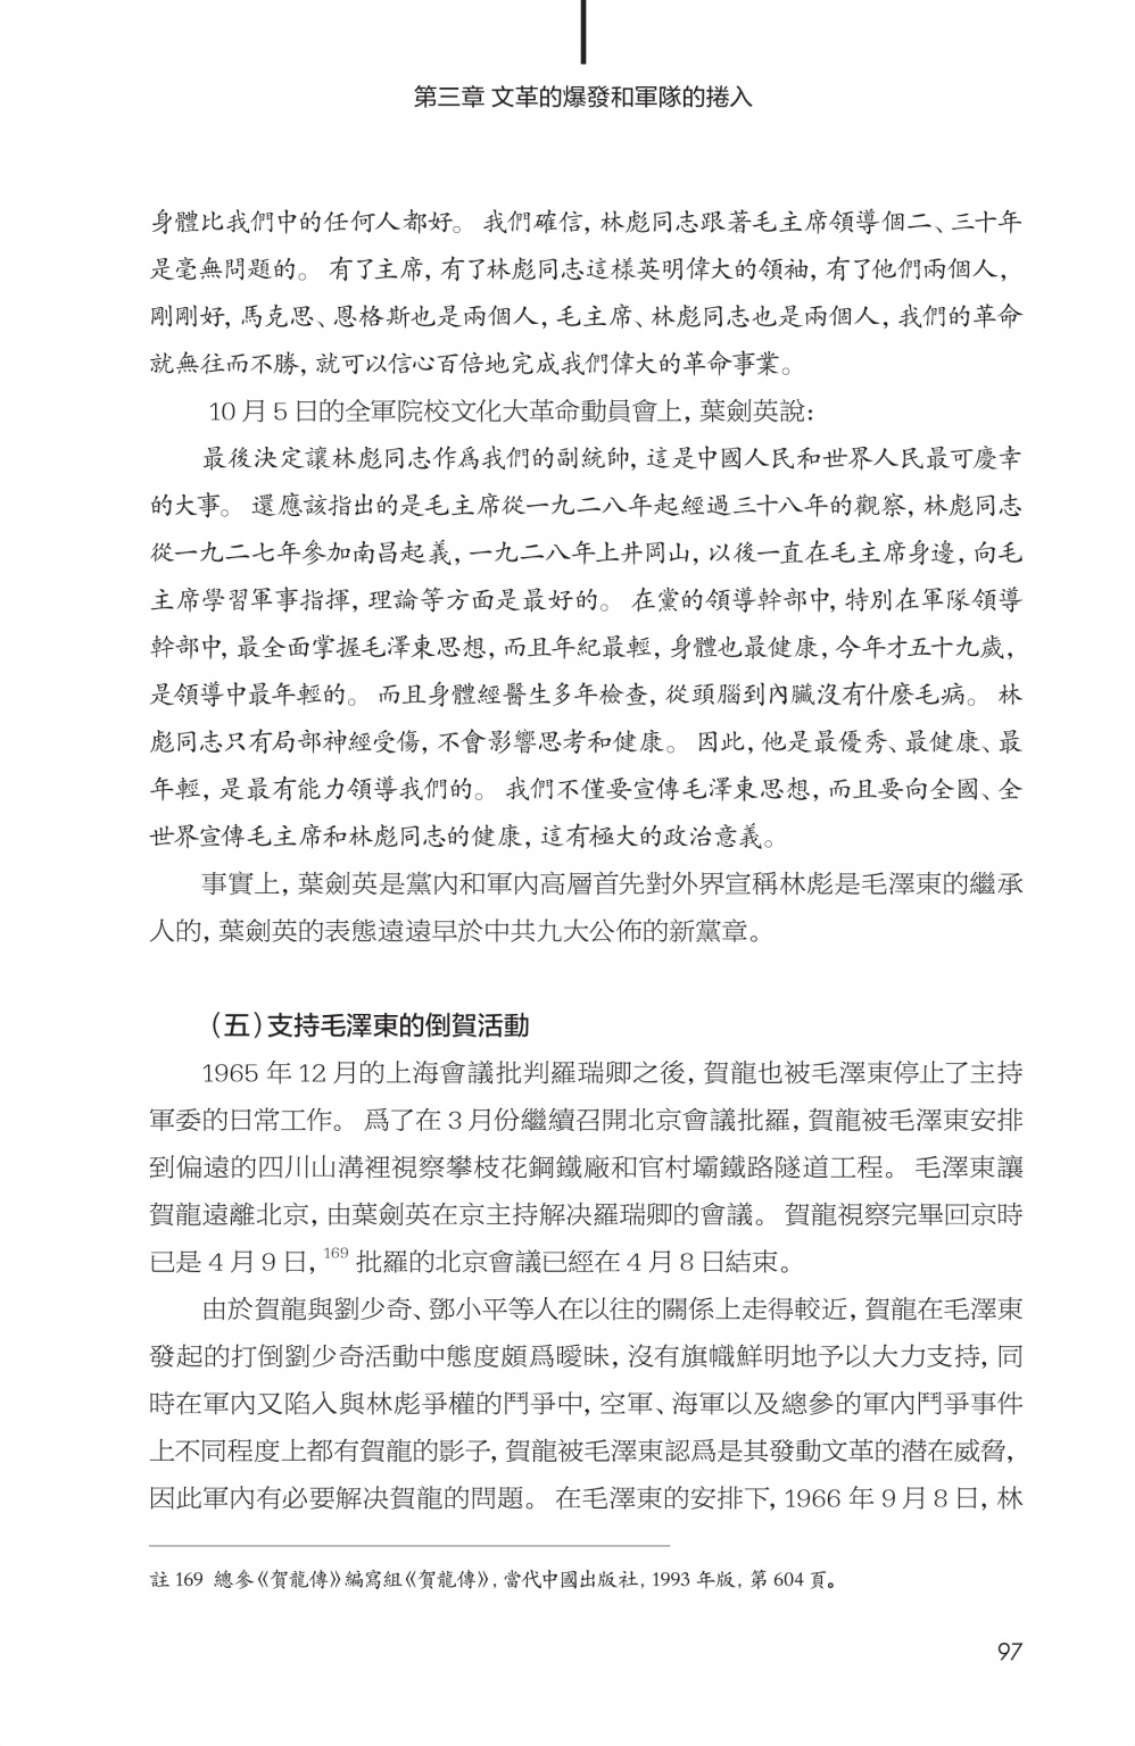 第三章 文革的爆發和軍隊的捲入
身體比我們中的任何人都好。 我們確信, 林彪同志跟著毛主席領導個二、三十年
是毫無問題的。 有了主席, 有了林彪同志這樣英明偉大的領袖, 有了他們兩個人,
剛剛好, 馬克思、恩格斯也是兩個人, 毛主席、林彪同志也是兩個人, 我們的革命
就無往而不勝, 就可以信心百倍地完成我們偉大的革命事業。
10 月 5 日的全軍院校文化大革命動員會上, 葉劍英說:
最後決定讓林彪同志作爲我們的副統帥, 這是中國人民和世界人民最可慶幸
的大事。 還應該指出的是毛主席從一九二八年起經過三十八年的觀察, 林彪同志
從一九二七年參加南昌起義, 一九二八年上井岡山, 以後一直在毛主席身邊, 向毛
主席學習軍事指揮, 理論等方面是最好的。 在黨的領導幹部中, 特別在軍隊領導
幹部中, 最全面掌握毛澤東思想, 而且年紀最輕, 身體也最健康, 今年才五十九歲,
是領導中最年輕的。 而且身體經醫生多年檢查, 從頭腦到內臟沒有什麼毛病。 林
彪同志只有局部神經受傷, 不會影響思考和健康。 因此, 他是最優秀、最健康、最
年輕, 是最有能力領導我們的。 我們不僅要宣傳毛澤東思想, 而且要向全國、全
世界宣傳毛主席和林彪同志的健康, 這有極大的政治意義。
事實上, 葉劍英是黨內和軍內高層首先對外界宣稱林彪是毛澤東的繼承
人的, 葉劍英的表態遠遠早於中共九大公佈的新黨章。
（五）支持毛澤東的倒賀活動
1965 年 12 月的上海會議批判羅瑞卿之後, 賀龍也被毛澤東停止了主持
軍委的日常工作。 爲了在 3 月份繼續召開北京會議批羅, 賀龍被毛澤東安排
到偏遠的四川山溝裡視察攀枝花鋼鐵廠和官村壩鐵路隧道工程。 毛澤東讓
賀龍遠離北京, 由葉劍英在京主持解決羅瑞卿的會議。 賀龍視察完畢回京時
已是 4 月 9 日, 169 批羅的北京會議已經在 4 月 8 日結束。
由於賀龍與劉少奇、鄧小平等人在以往的關係上走得較近, 賀龍在毛澤東
發起的打倒劉少奇活動中態度頗爲曖昧, 沒有旗幟鮮明地予以大力支持, 同
時在軍內又陷入與林彪爭權的鬥爭中, 空軍、海軍以及總參的軍內鬥爭事件
上不同程度上都有賀龍的影子, 賀龍被毛澤東認爲是其發動文革的潛在威脅,
因此軍內有必要解決賀龍的問題。 在毛澤東的安排下, 1966 年 9 月 8 日, 林
註 169 總參《賀龍傳》編寫組《賀龍傳》, 當代中國出版社, 1993 年版, 第 604 頁。
97